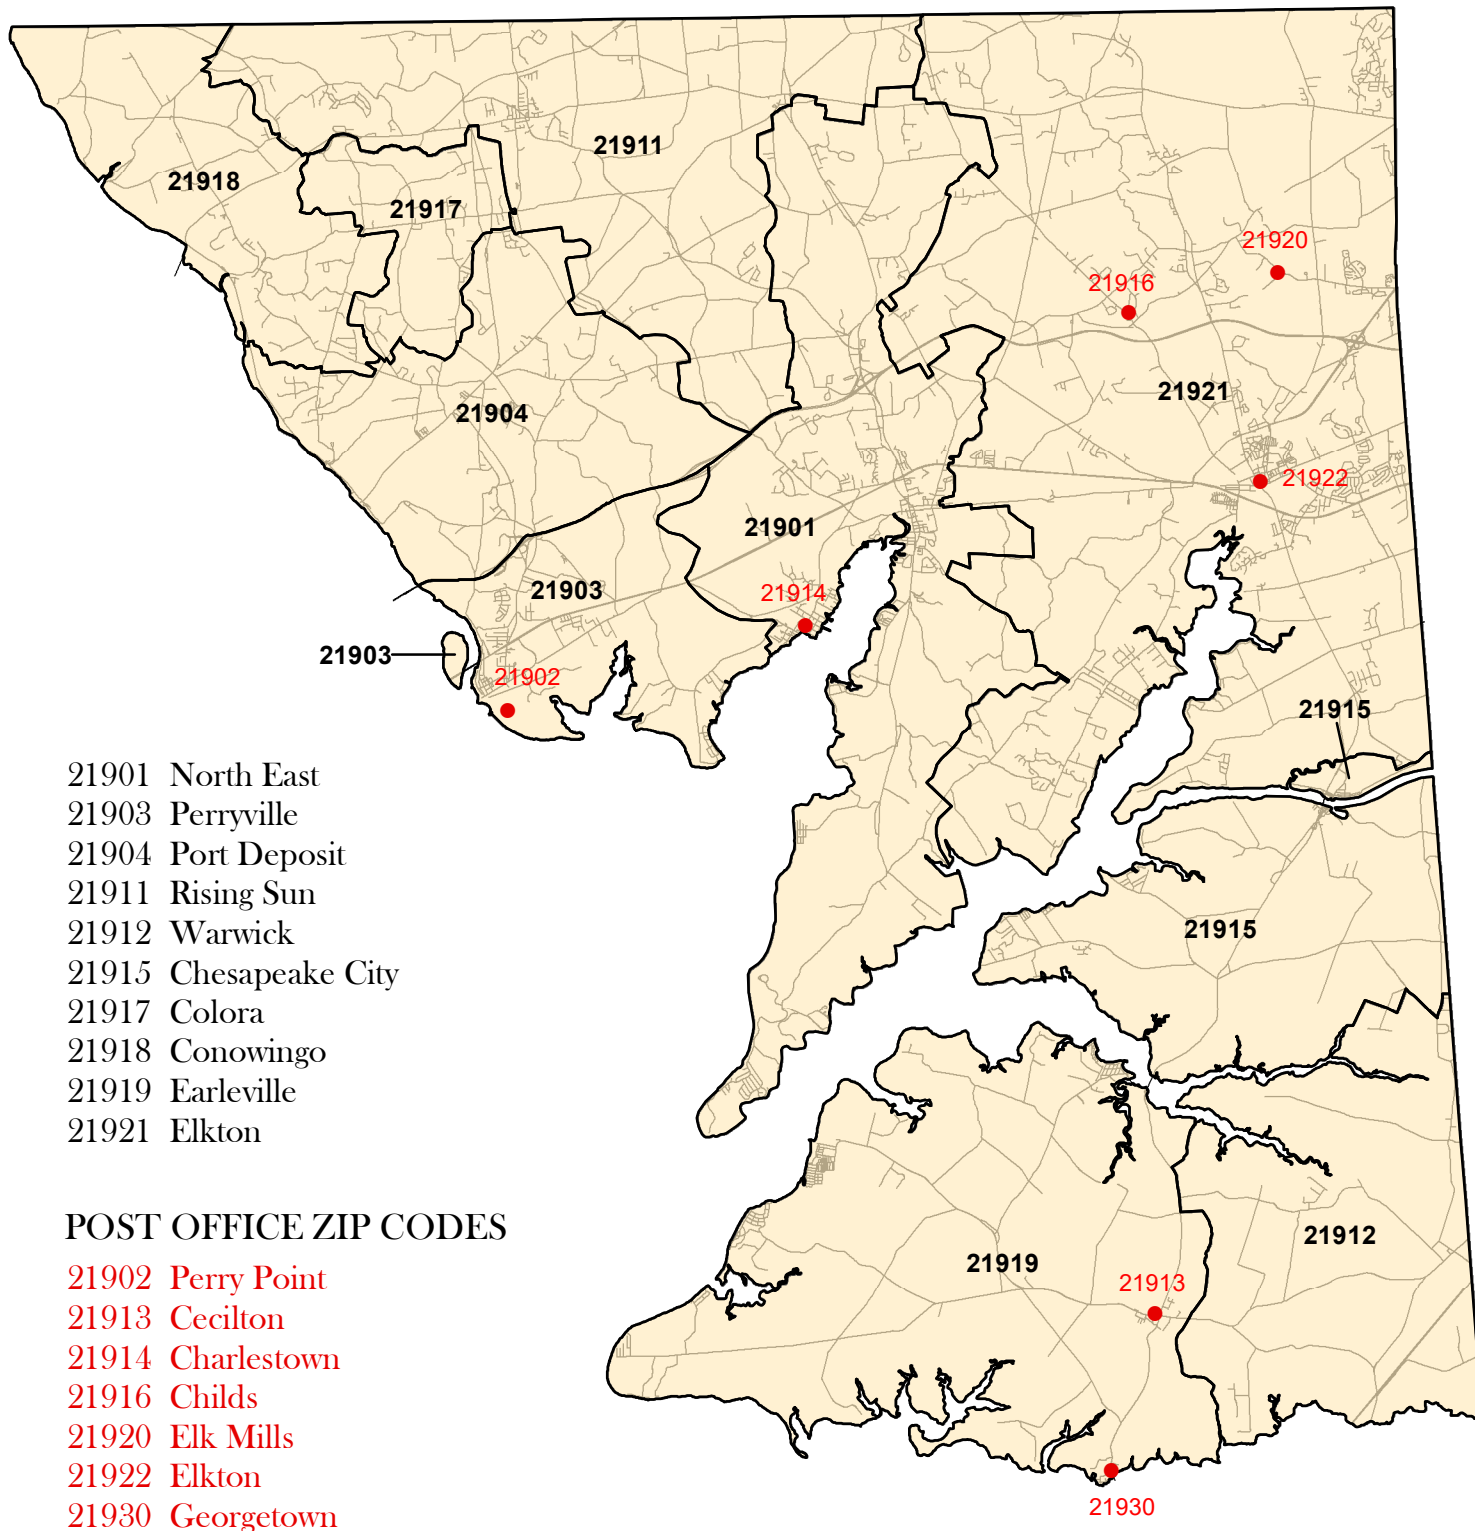 21911
21918
21917
21920
21916
21921
21904
21922
21901
21903
21914
21903
21902
21915
21901 North East
21903 Perryville
21904 Port Deposit
21911 Rising Sun
21912 Warwick
21915 Chesapeake City
21917 Colora
21918 Conowingo
21919 Earleville
21921 Elkton
21915
21912
21919
21913
POST OFFICE ZIP CODES
21902 Perry Point
21913 Cecilton
21914 Charlestown
21916 Childs
21920 Elk Mills
21922 Elkton
21930 Georgetown
21930